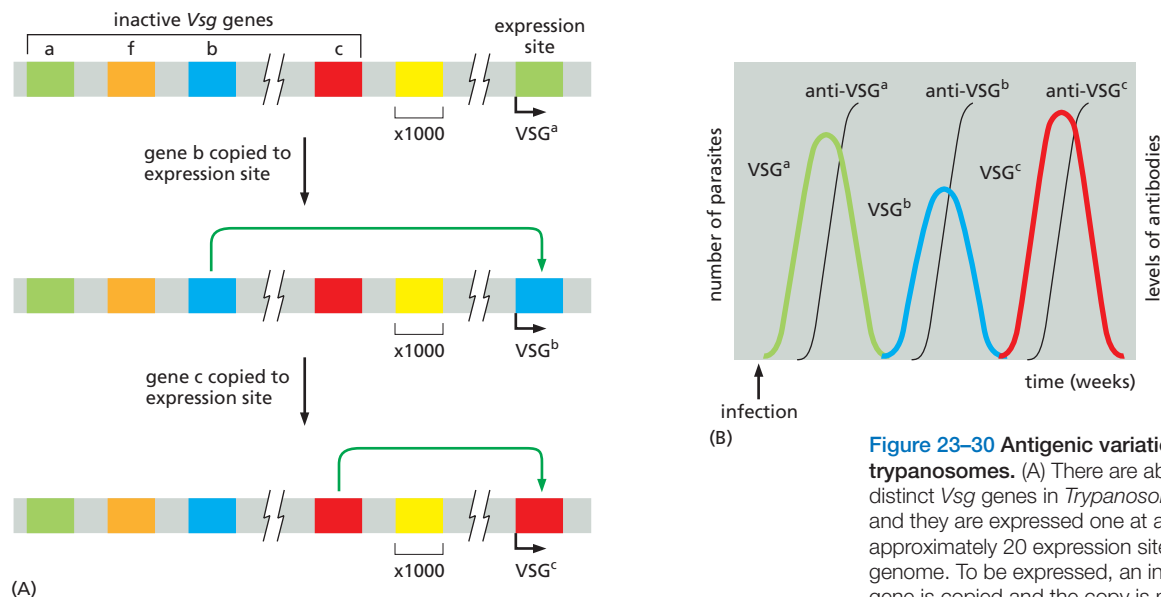 inactive Vsg genes
a f b c
expression
site
x1000
VSGᵃ
gene b copied to
expression site
x1000
VSGᵇ
gene c copied to
expression site
x1000
VSGᶜ
(A)
number of parasites
anti-VSGᵃ
anti-VSGᵇ
anti-VSGᶜ
VSGᵃ
VSGᵇ
VSGᶜ
levels of antibodies
time (weeks)
infection
(B)
Figure 23–30 Antigenic variation
trypanosomes. (A) There are ab
distinct Vsg genes in Trypanosom
and they are expressed one at a
approximately 20 expression site
genome. To be expressed, an in